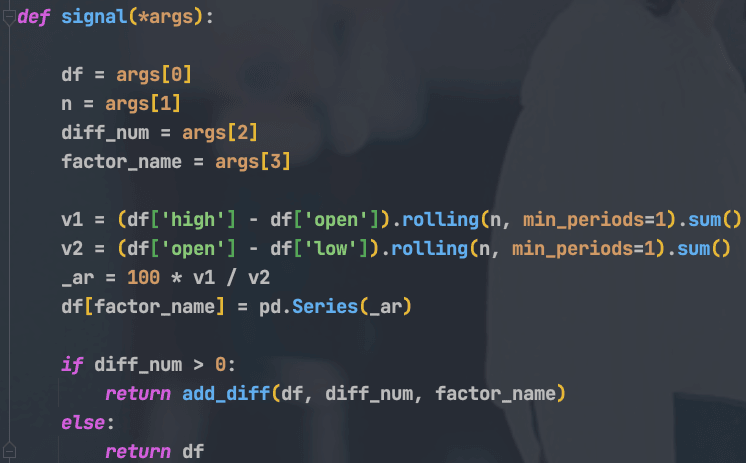 def signal(*args):
    df = args[0]
    n = args[1]
    diff_num = args[2]
    factor_name = args[3]
    v1 = (df['high'] - df['open']).rolling(n, min_periods=1).sum()
    v2 = (df['open'] - df['low']).rolling(n, min_periods=1).sum()
    _ar = 100 * v1 / v2
    df[factor_name] = pd.Series(_ar)
    if diff_num > 0:
        return add_diff(df, diff_num, factor_name)
    else:
        return df